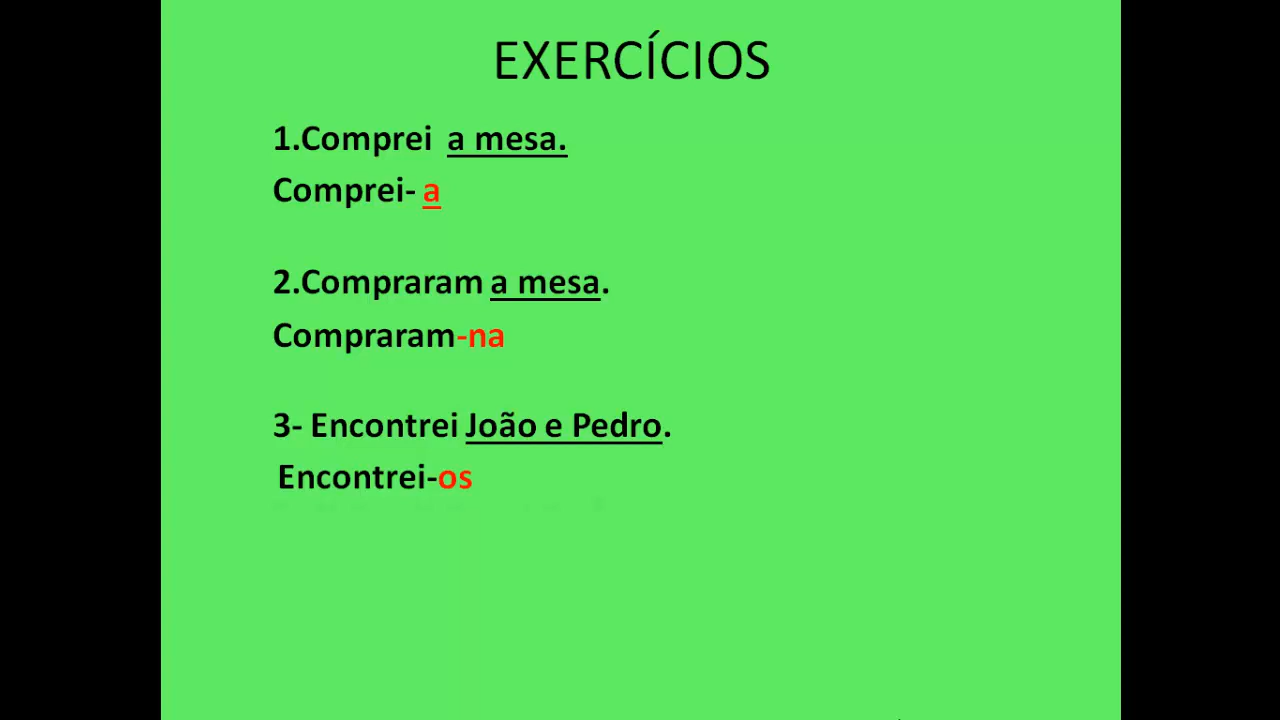 EXERCÍCIOS
1.Comprei a mesa.
Comprei- a
2.Compraram a mesa.
Compraram-na
3- Encontrei João e Pedro.
Encontrei-os